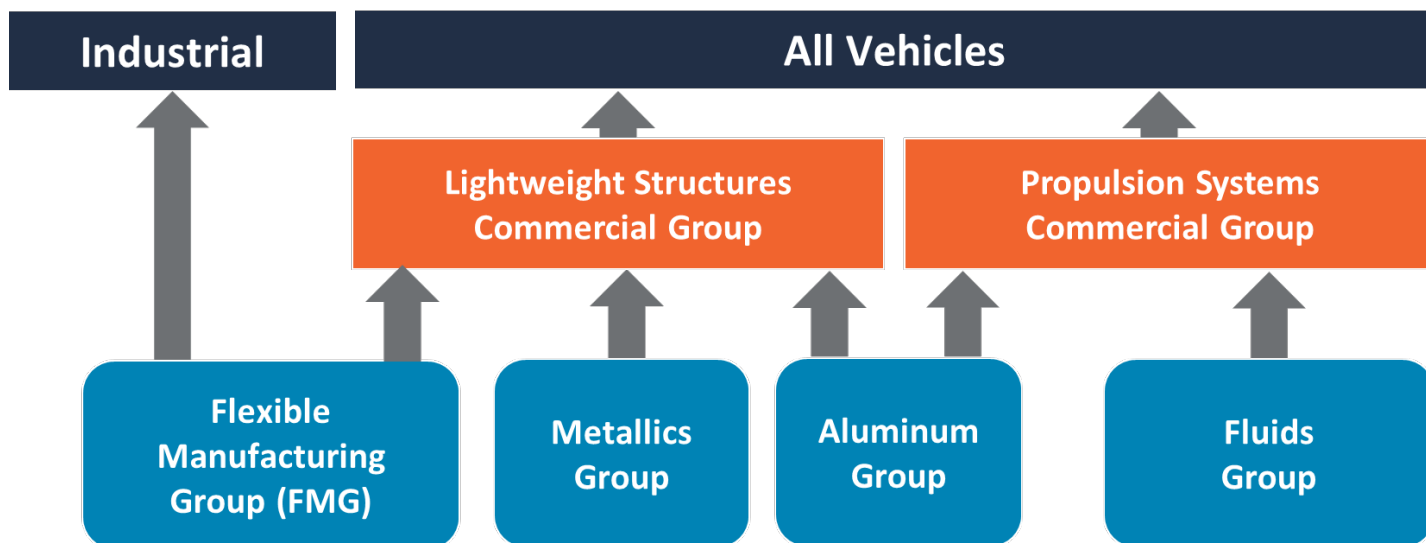 Industrial
All Vehicles
Lightweight Structures
Commercial Group
Propulsion Systems
Commercial Group
Flexible
Manufacturing
Group (FMG)
Metallics
Group
Aluminum
Group
Fluids
Group